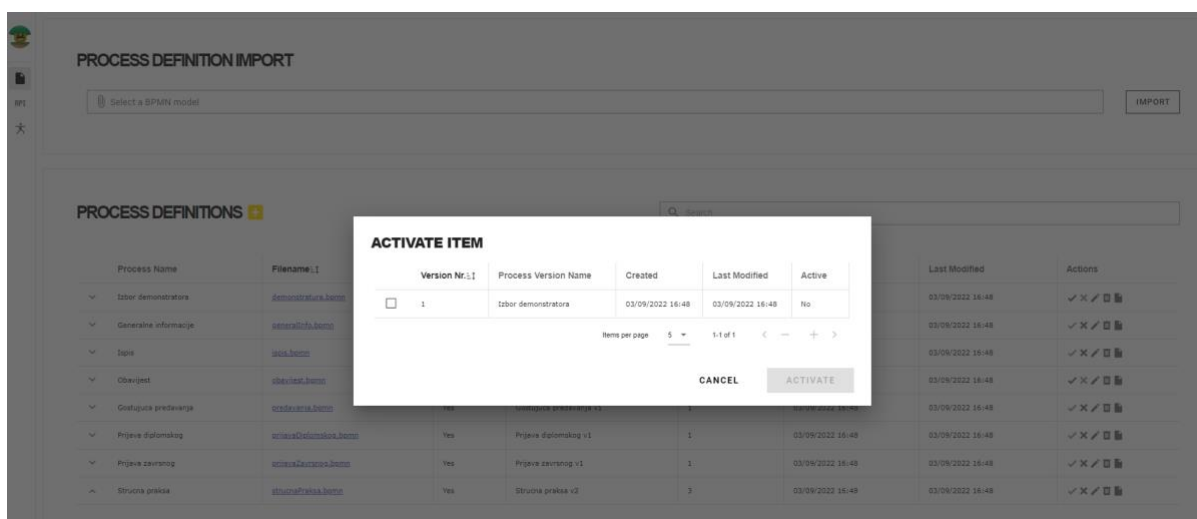 PROCESS DEFINITION IMPORT
Select a BPMN model
IMPORT
PROCESS DEFINITIONS
Search
ACTIVATE ITEM
Version Nr. Process Version Name Created Last Modified Active
1 Izbor demonstratora 03/09/2022 16:48 03/09/2022 16:48 No
Items per page 5 1-1 of 1
CANCEL ACTIVATE
Process Name Filename Last Modified Actions
Izbor demonstratora demonstratura.bpmn 03/09/2022 16:48
Generalne informacije generalInfo.bpmn 03/09/2022 16:48
Ispis ispis.bpmn 03/09/2022 16:48
Obavijest obavijest.bpmn 03/09/2022 16:48
Gostujuca predavanja predavanja.bpmn Yes Gostujuca predavanja v1 1 03/09/2022 16:48 03/09/2022 16:48
Prijava diplomskog prijavaDiplomskog.bpmn Yes Prijava diplomskog v1 1 03/09/2022 16:48 03/09/2022 16:48
Prijava zavrsnog prijavaZavrsnog.bpmn Yes Prijava zavrsnog v1 1 03/09/2022 16:48 03/09/2022 16:48
Strucna praksa strucnaPraksa.bpmn Yes Strucna praksa v3 3 03/09/2022 16:49 03/09/2022 16:48